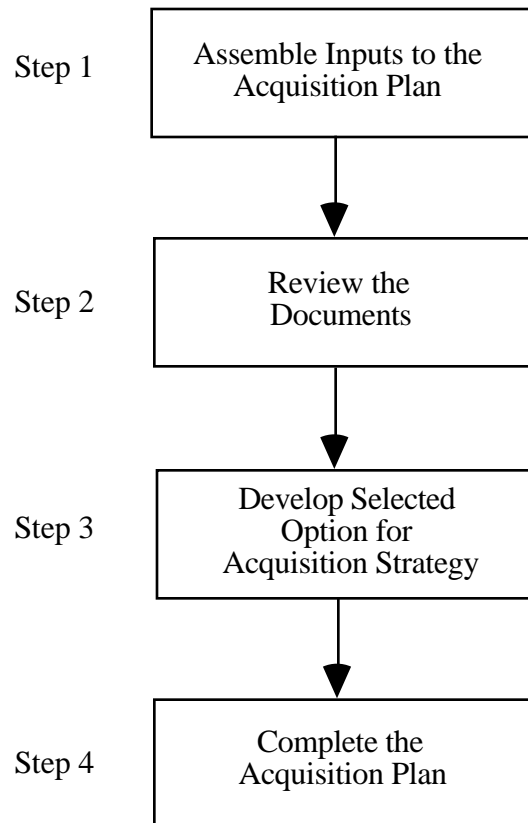 Step 1
Assemble Inputs to the
Acquisition Plan
Step 2
Review the
Documents
Step 3
Develop Selected
Option for
Acquisition Strategy
Step 4
Complete the
Acquisition Plan